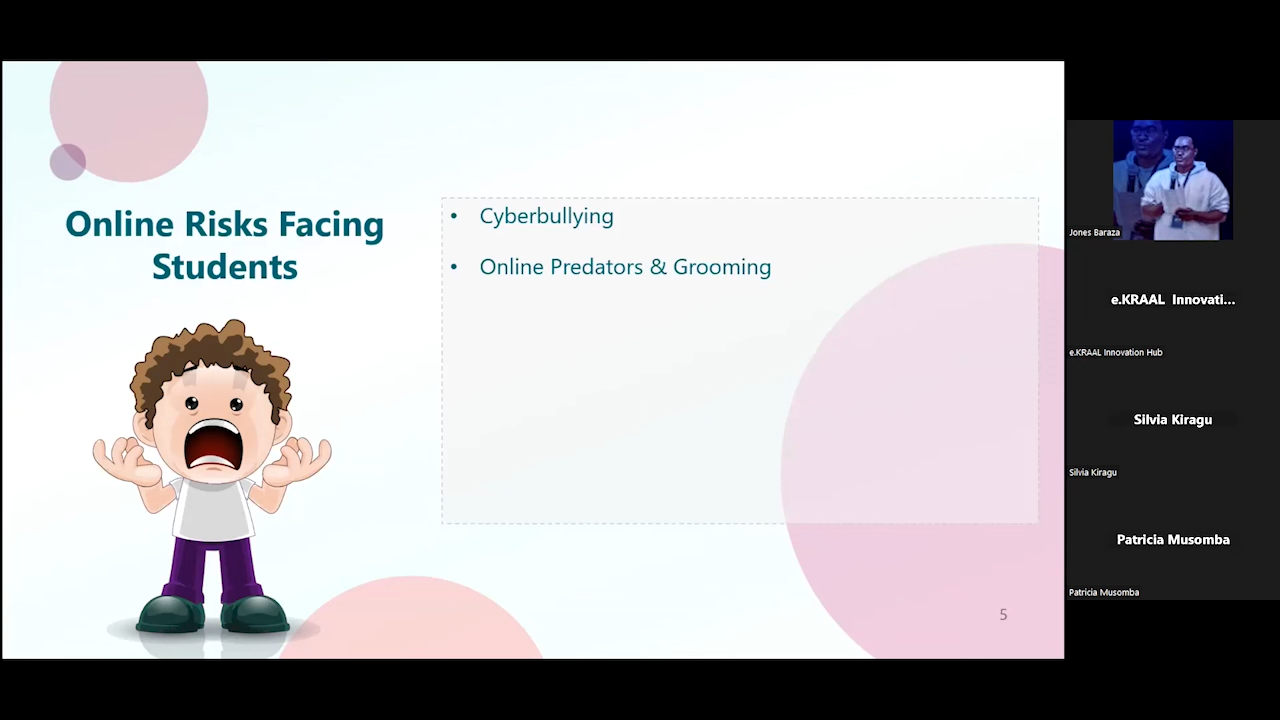 Online Risks Facing
Students
• Cyberbullying
• Online Predators & Grooming
5
Jones Baraza
e.KRAAL Innovati...
e.KRAAL Innovation Hub
Silvia Kiragu
Silvia Kiragu
Patricia Musomba
Patricia Musomba